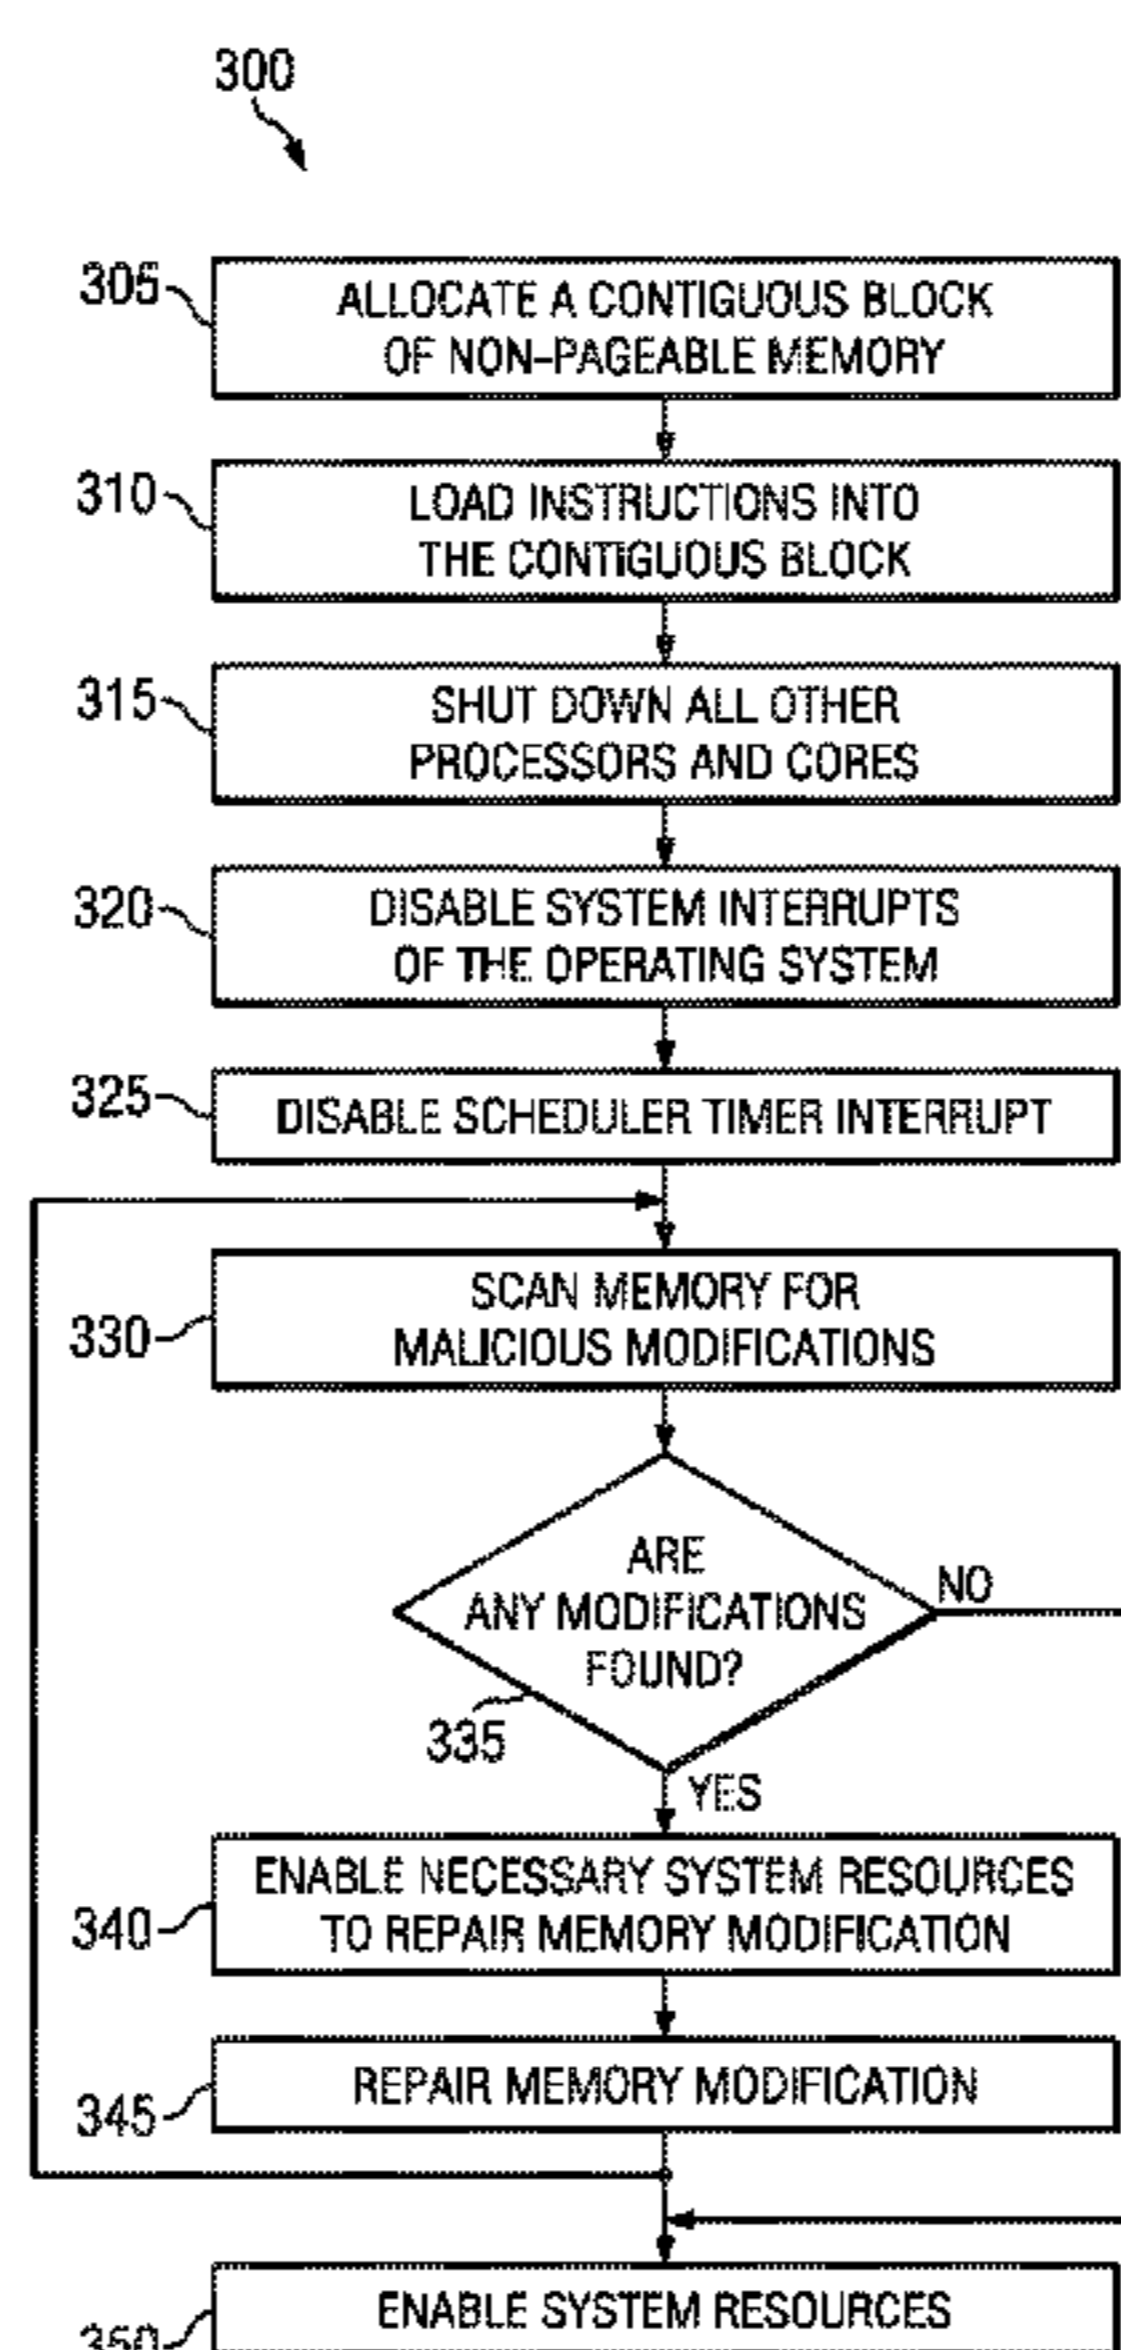 300
305
ALLOCATE A CONTIGUOUS BLOCK
OF NON-PAGEABLE MEMORY
310
LOAD INSTRUCTIONS INTO
THE CONTIGUOUS BLOCK
315
SHUT DOWN ALL OTHER
PROCESSORS AND CORES
320
DISABLE SYSTEM INTERRUPTS
OF THE OPERATING SYSTEM
325
DISABLE SCHEDULER TIMER INTERRUPT
330
SCAN MEMORY FOR
MALICIOUS MODIFICATIONS
ARE
ANY MODIFICATIONS
FOUND?
NO
335
YES
340
ENABLE NECESSARY SYSTEM RESOURCES
TO REPAIR MEMORY MODIFICATION
345
REPAIR MEMORY MODIFICATION
350
ENABLE SYSTEM RESOURCES